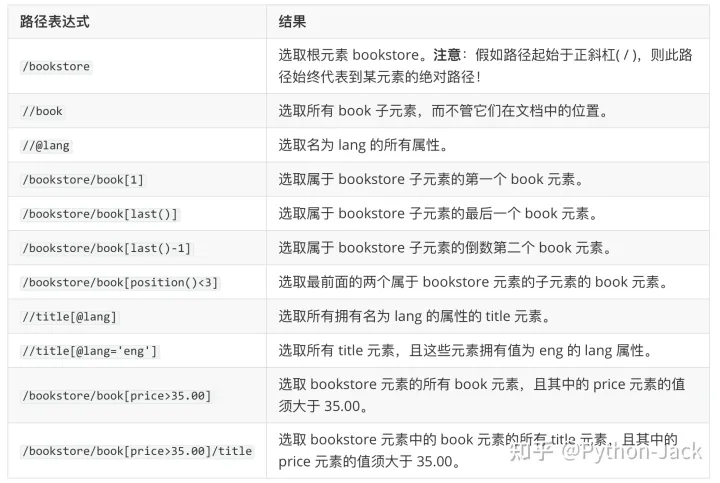 路径表达式 结果
/bookstore 选取根元素 bookstore。注意：假如路径起始于正斜杠( / )，则此路
径始终代表到某元素的绝对路径！
//book 选取所有 book 子元素，而不管它们在文档中的位置。
//@lang 选取名为 lang 的所有属性。
/bookstore/book[1] 选取属于 bookstore 子元素的第一个 book 元素。
/bookstore/book[last()] 选取属于 bookstore 子元素的最后一个 book 元素。
/bookstore/book[last()-1] 选取属于 bookstore 子元素的倒数第二个 book 元素。
/bookstore/book[position()<3] 选取最前面的两个属于 bookstore 元素的子元素的 book 元素。
//title[@lang] 选取所有拥有名为 lang 的属性的 title 元素。
//title[@lang='eng'] 选取所有 title 元素，且这些元素拥有值为 eng 的 lang 属性。
/bookstore/book[price>35.00] 选取 bookstore 元素的所有 book 元素，且其中的 price 元素的值
须大于 35.00。
/bookstore/book[price>35.00]/title 选取 bookstore 元素中的 book 元素的所有 title 元素，且其中的
price 元素的值须大于 35.00。
知乎 @Python-Jack